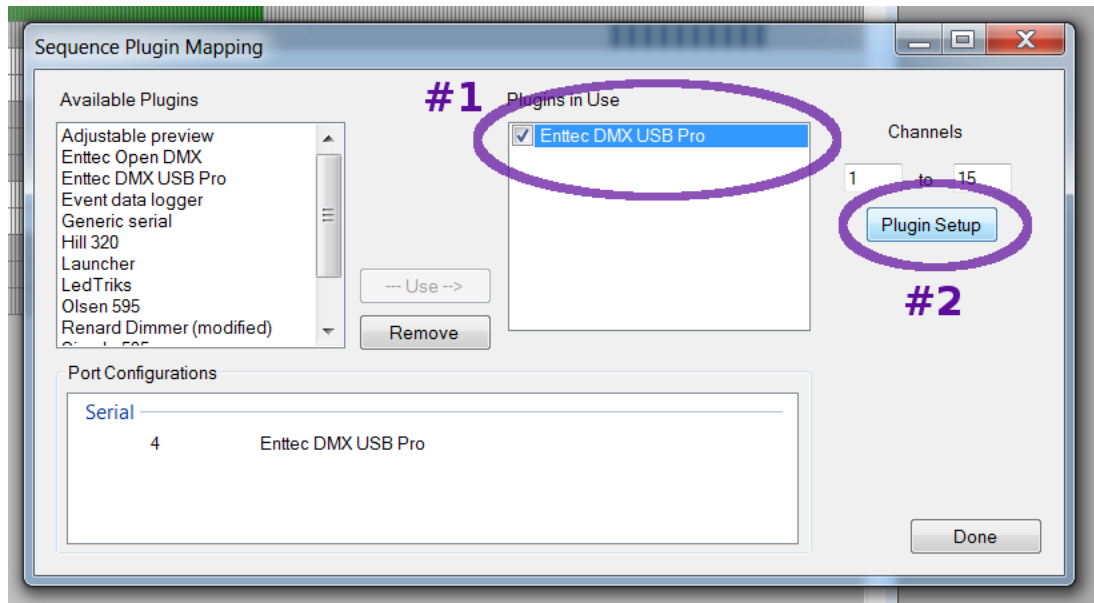 Sequence Plugin Mapping
X
Available Plugins
#1
Plugins in Use
Adjustable preview
Enttec Open DMX
Enttec DMX USB Pro
Event data logger
Generic serial
Hill 320
Launcher
LedTriks
Olsen 595
Renard Dimmer (modified)
Enttec DMX USB Pro
Channels
1 to 15
Plugin Setup
#2
--- Use -->
Remove
Port Configurations
Serial
4 Enttec DMX USB Pro
Done